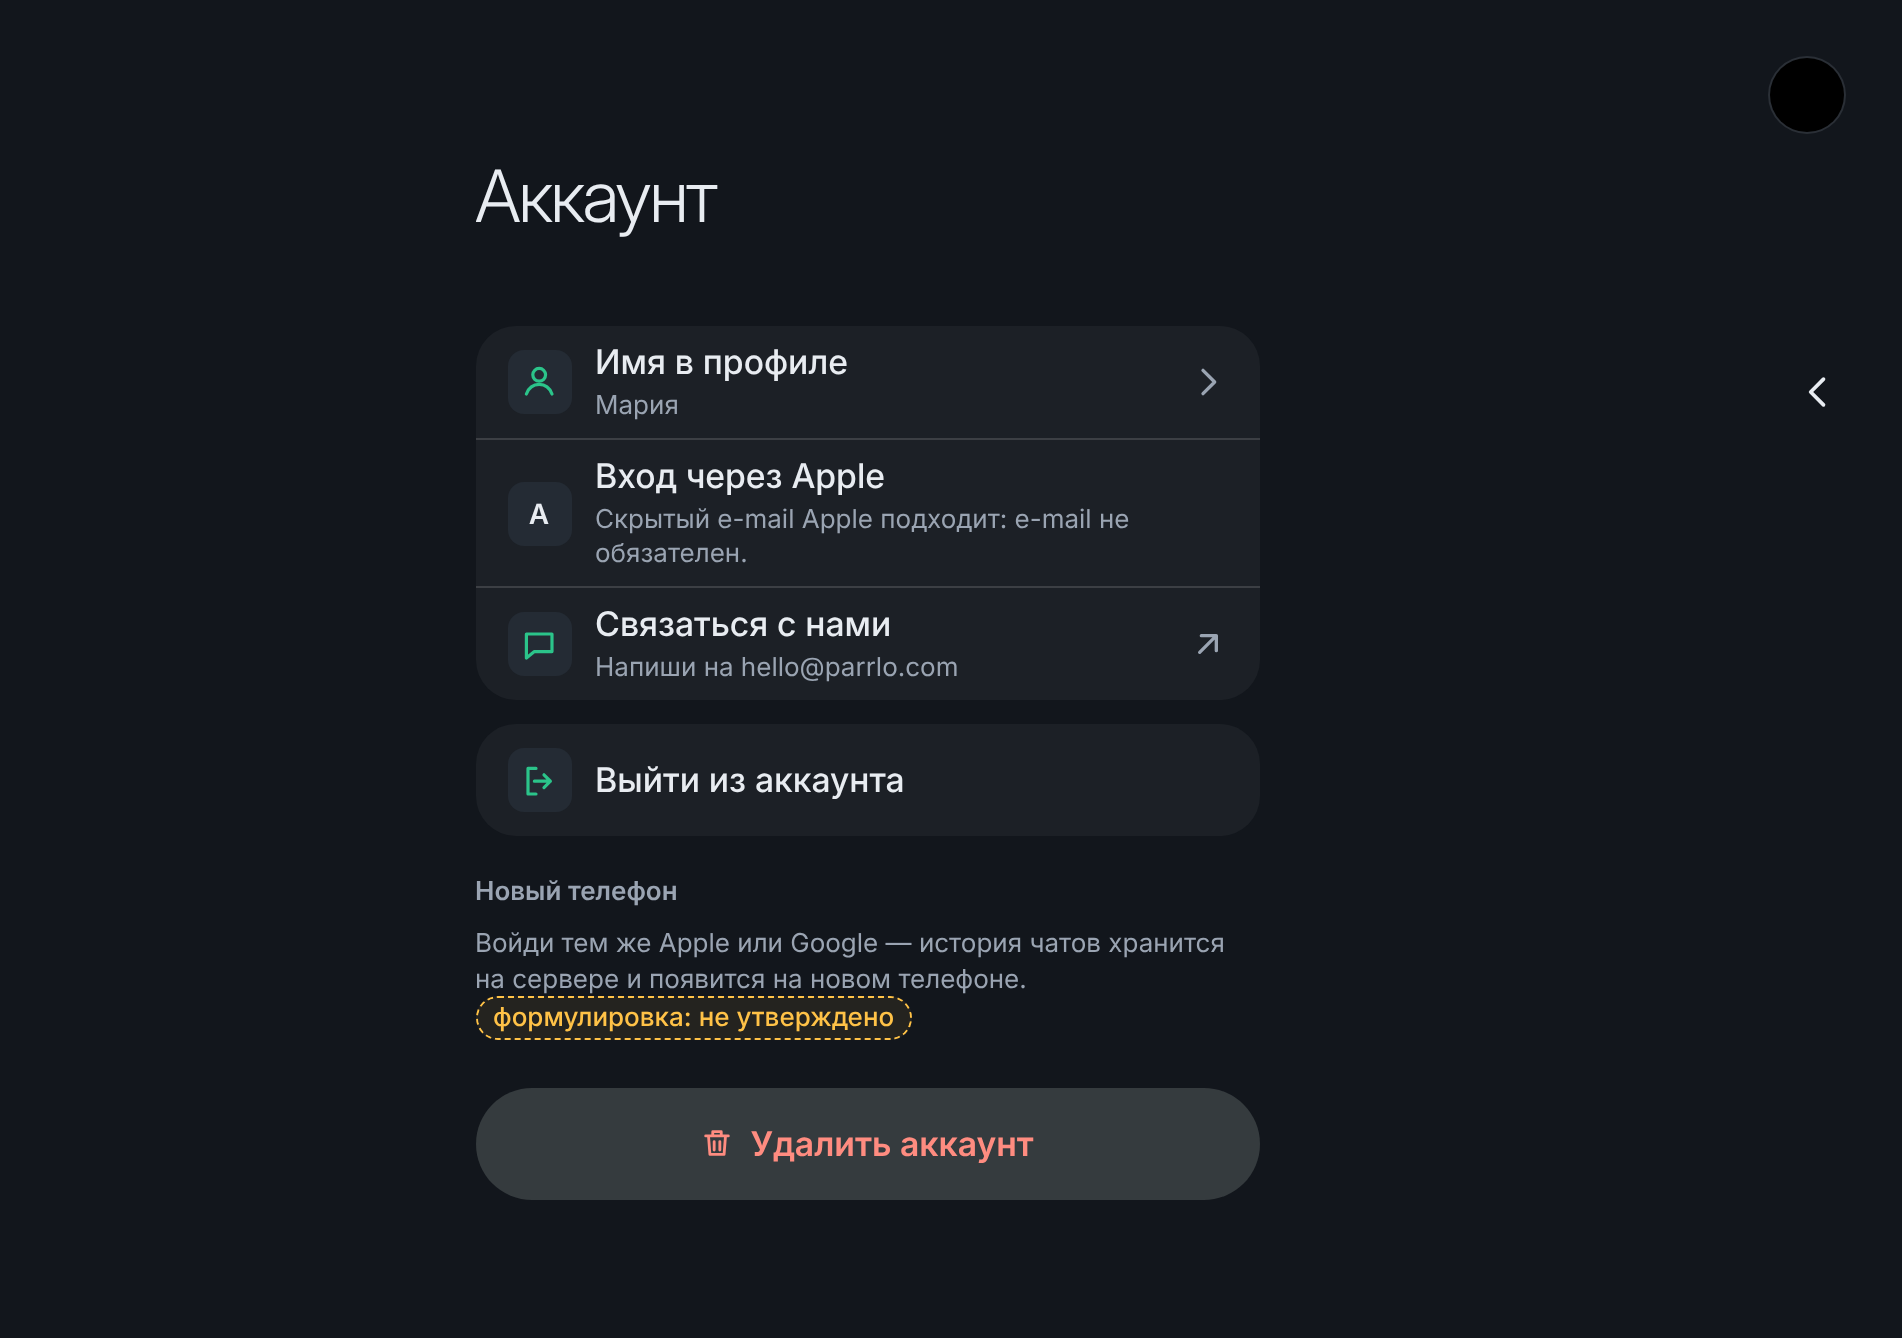 Аккаунт
Имя в профиле
Мария
A
Вход через Apple
Скрытый e-mail Apple подходит: e-mail не
обязателен.
Связаться с нами
Напиши на hello@parrlo.com
Выйти из аккаунта
Новый телефон
Войди тем же Apple или Google — история чатов хранится
на сервере и появится на новом телефоне.
формулировка: не утверждено
Удалить аккаунт